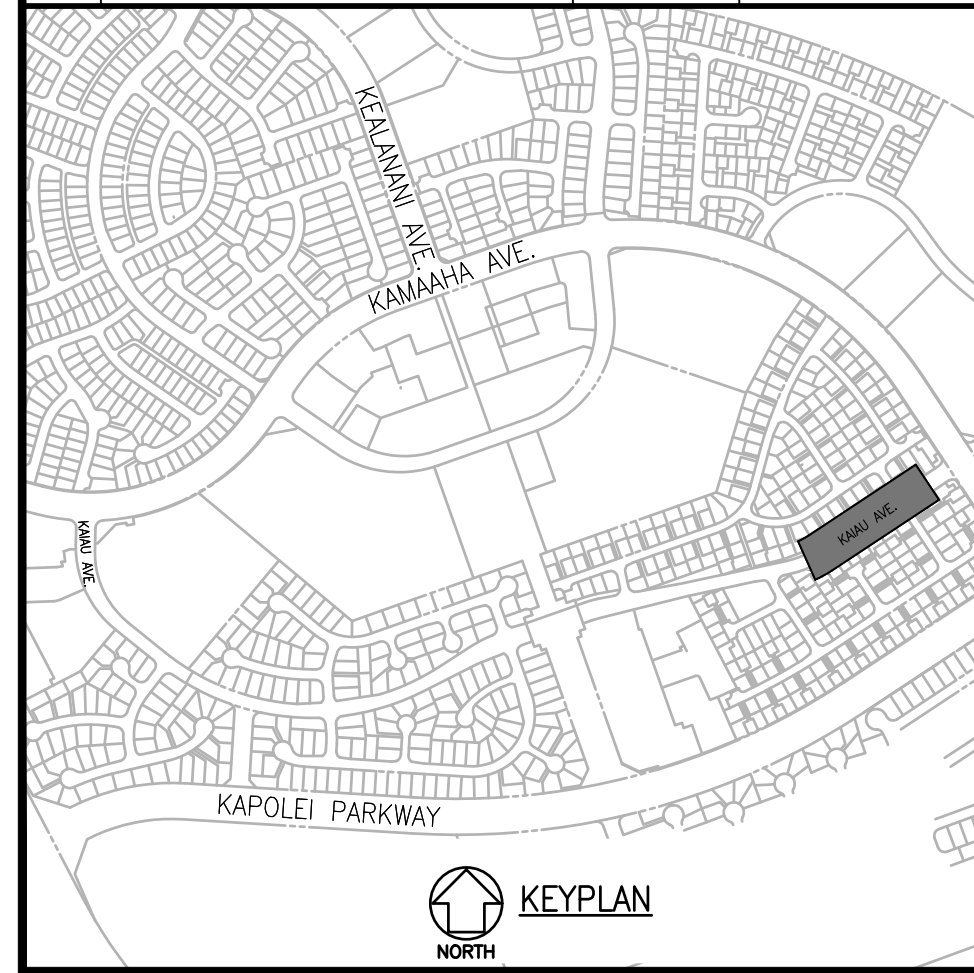 KEALANANI AVE.
KAMAAHA AVE.
KAIAU AVE.
KAIAU AVE.
KAPOLEI PARKWAY
KEYPLAN
NORTH